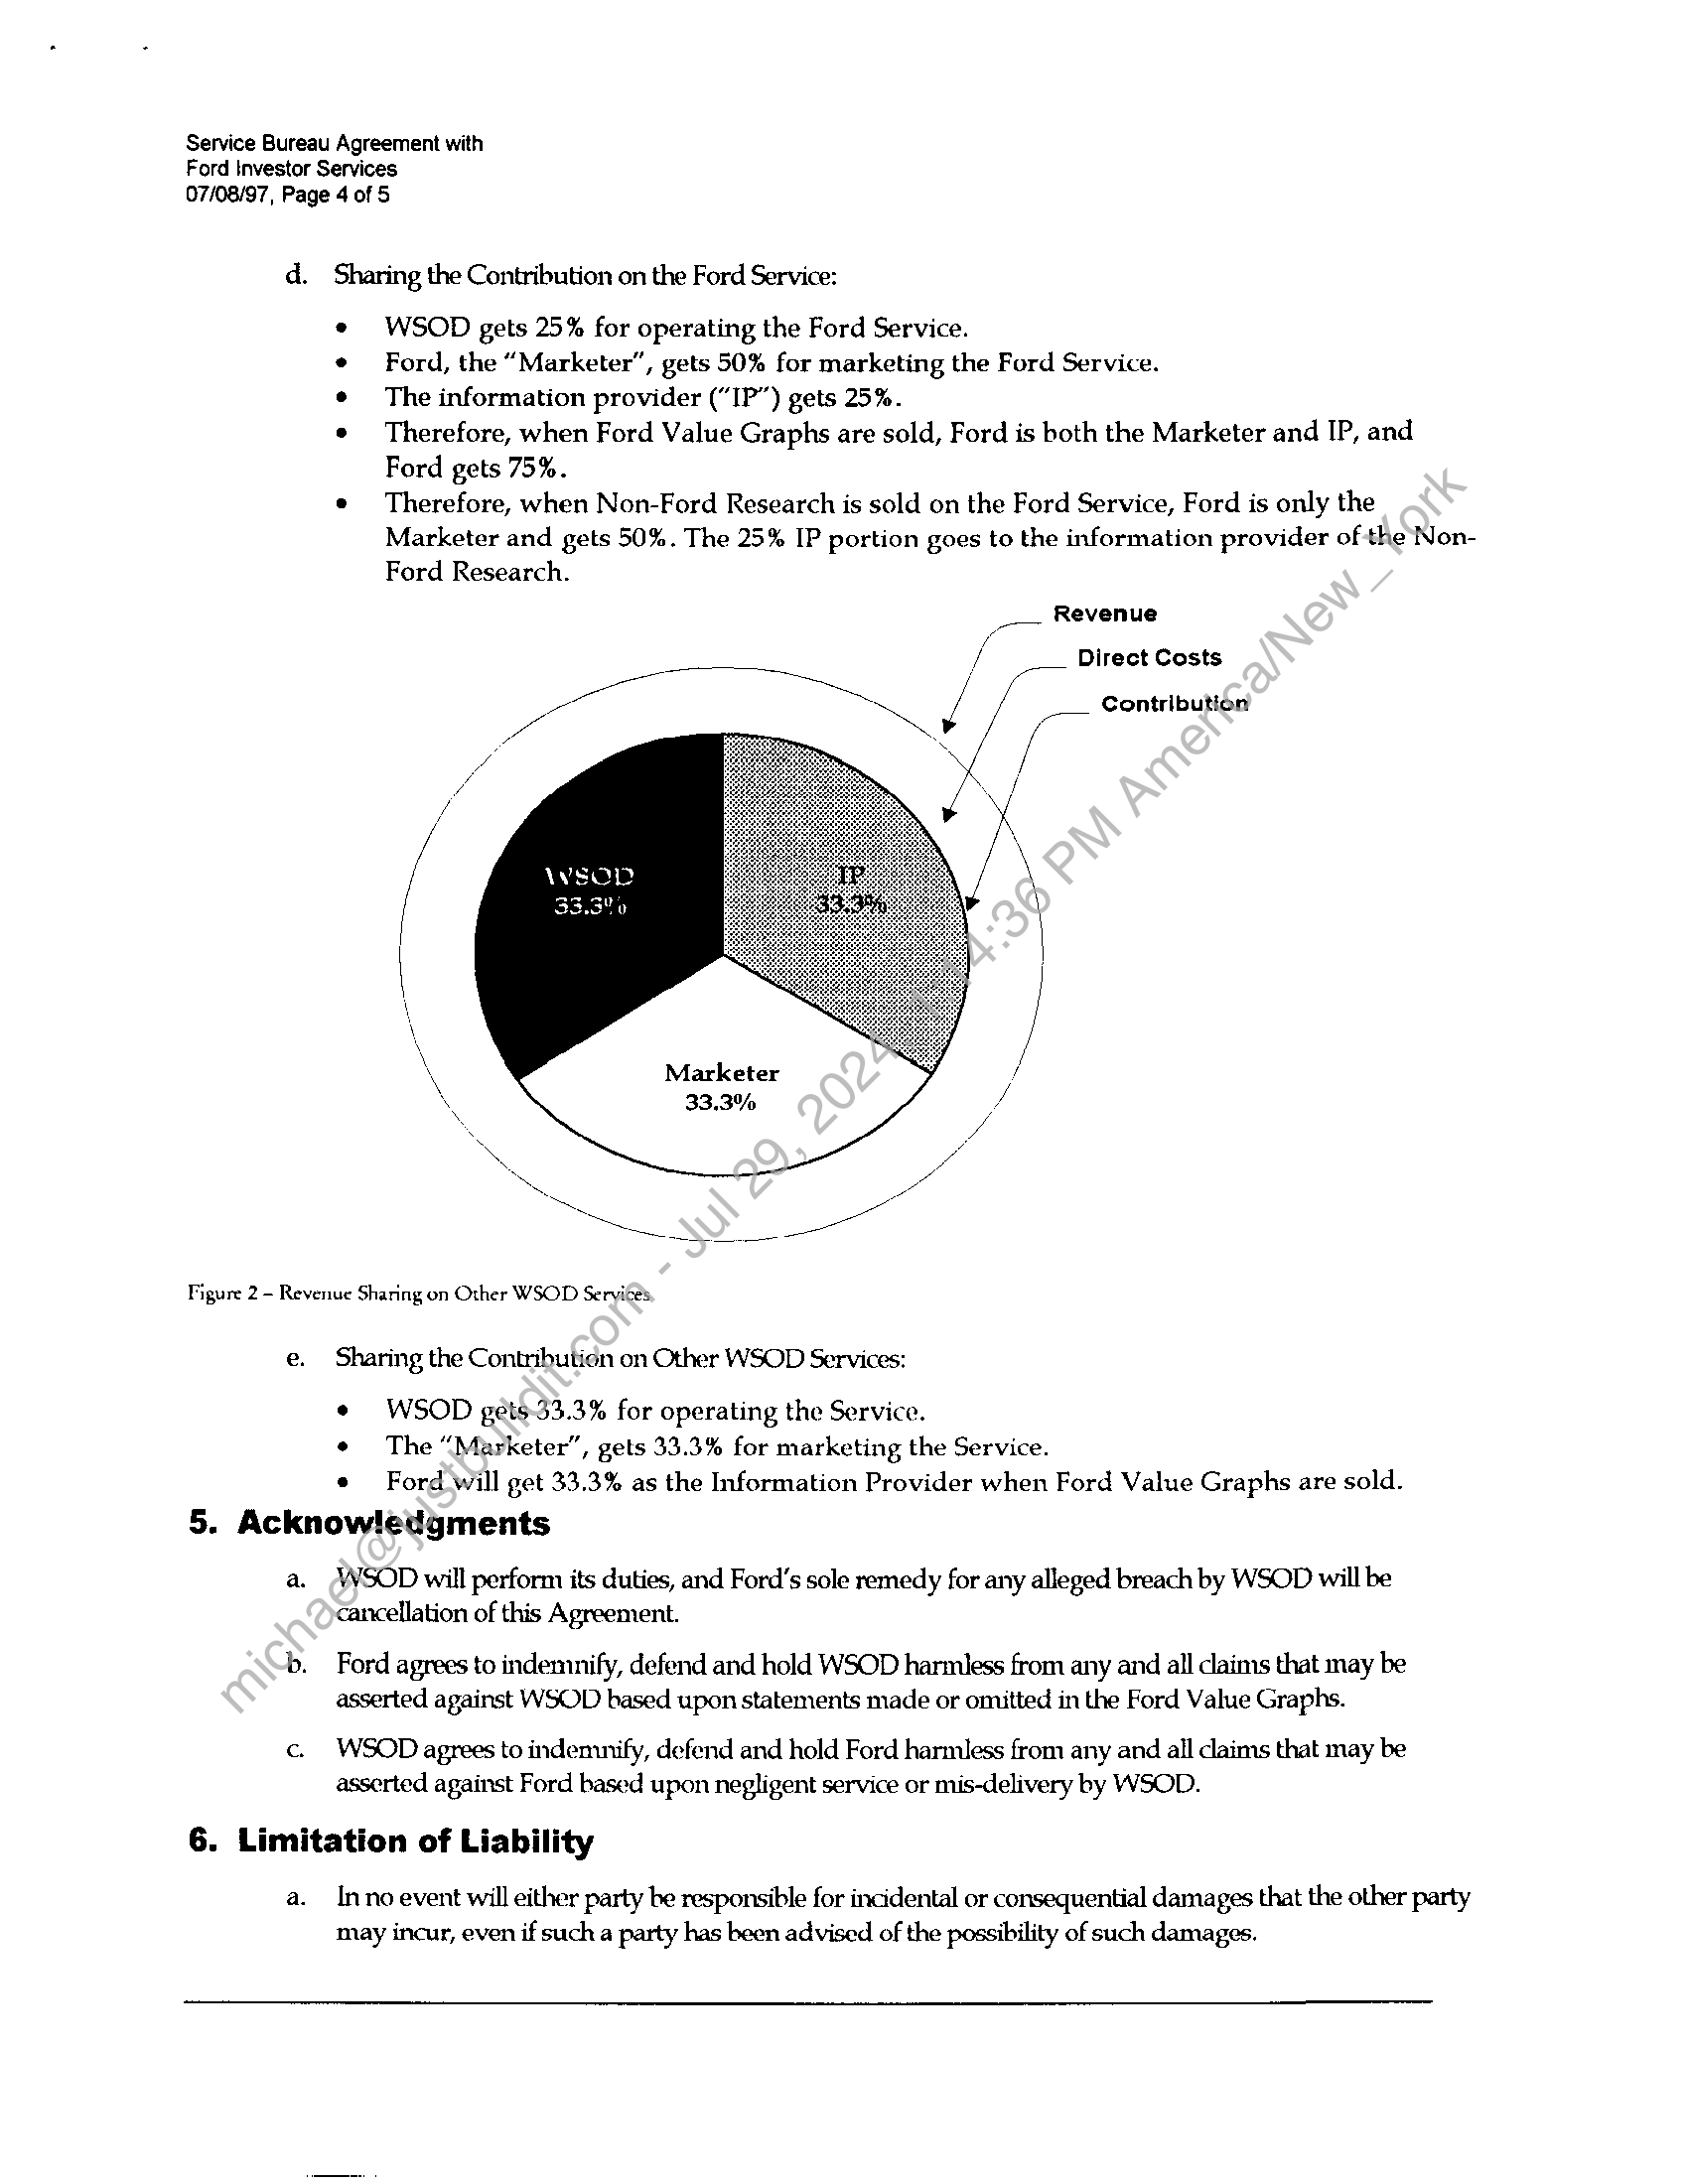 Service Bureau Agreement with
Ford Investor Services
07/08/97, Page 4 of 5
d. Sharing the Contribution on the Ford Service:
• WSOD gets 25% for operating the Ford Service.
• Ford, the "Marketer", gets 50% for marketing the Ford Service.
• The information provider ("IP") gets 25%.
• Therefore, when Ford Value Graphs are sold, Ford is both the Marketer and IP, and
Ford gets 75%.
• Therefore, when Non-Ford Research is sold on the Ford Service, Ford is only the
Marketer and gets 50%. The 25% IP portion goes to the information provider of the Non-
Ford Research.
Revenue
Direct Costs
Contribution
WSOD
33.3%
IP
33.3%
Marketer
33.3%
Figure 2 – Revenue Sharing on Other WSOD Services
e. Sharing the Contribution on Other WSOD Services:
• WSOD gets 33.3% for operating the Service.
• The "Marketer", gets 33.3% for marketing the Service.
• Ford will get 33.3% as the Information Provider when Ford Value Graphs are sold.
5. Acknowledgments
a. WSOD will perform its duties, and Ford's sole remedy for any alleged breach by WSOD will be
cancellation of this Agreement.
b. Ford agrees to indemnify, defend and hold WSOD harmless from any and all claims that may be
asserted against WSOD based upon statements made or omitted in the Ford Value Graphs.
c. WSOD agrees to indemnify, defend and hold Ford harmless from any and all claims that may be
asserted against Ford based upon negligent service or mis-delivery by WSOD.
6. Limitation of Liability
a. In no event will either party be responsible for incidental or consequential damages that the other party
may incur, even if such a party has been advised of the possibility of such damages.
michael@justbuildit.com - Jul 29, 2024 14:36 PM America/New_York